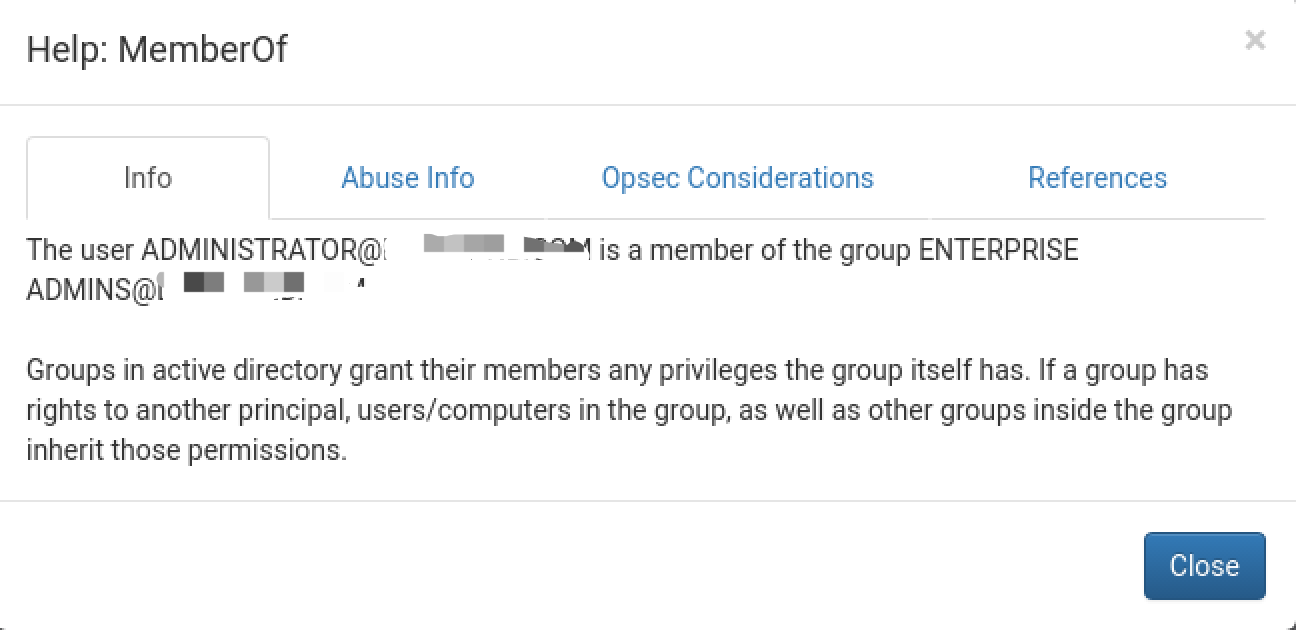 Help: MemberOf
×
Info
Abuse Info
Opsec Considerations
References
The user ADMINISTRATOR@ is a member of the group ENTERPRISE
ADMINS@
Groups in active directory grant their members any privileges the group itself has. If a group has
rights to another principal, users/computers in the group, as well as other groups inside the group
inherit those permissions.
Close